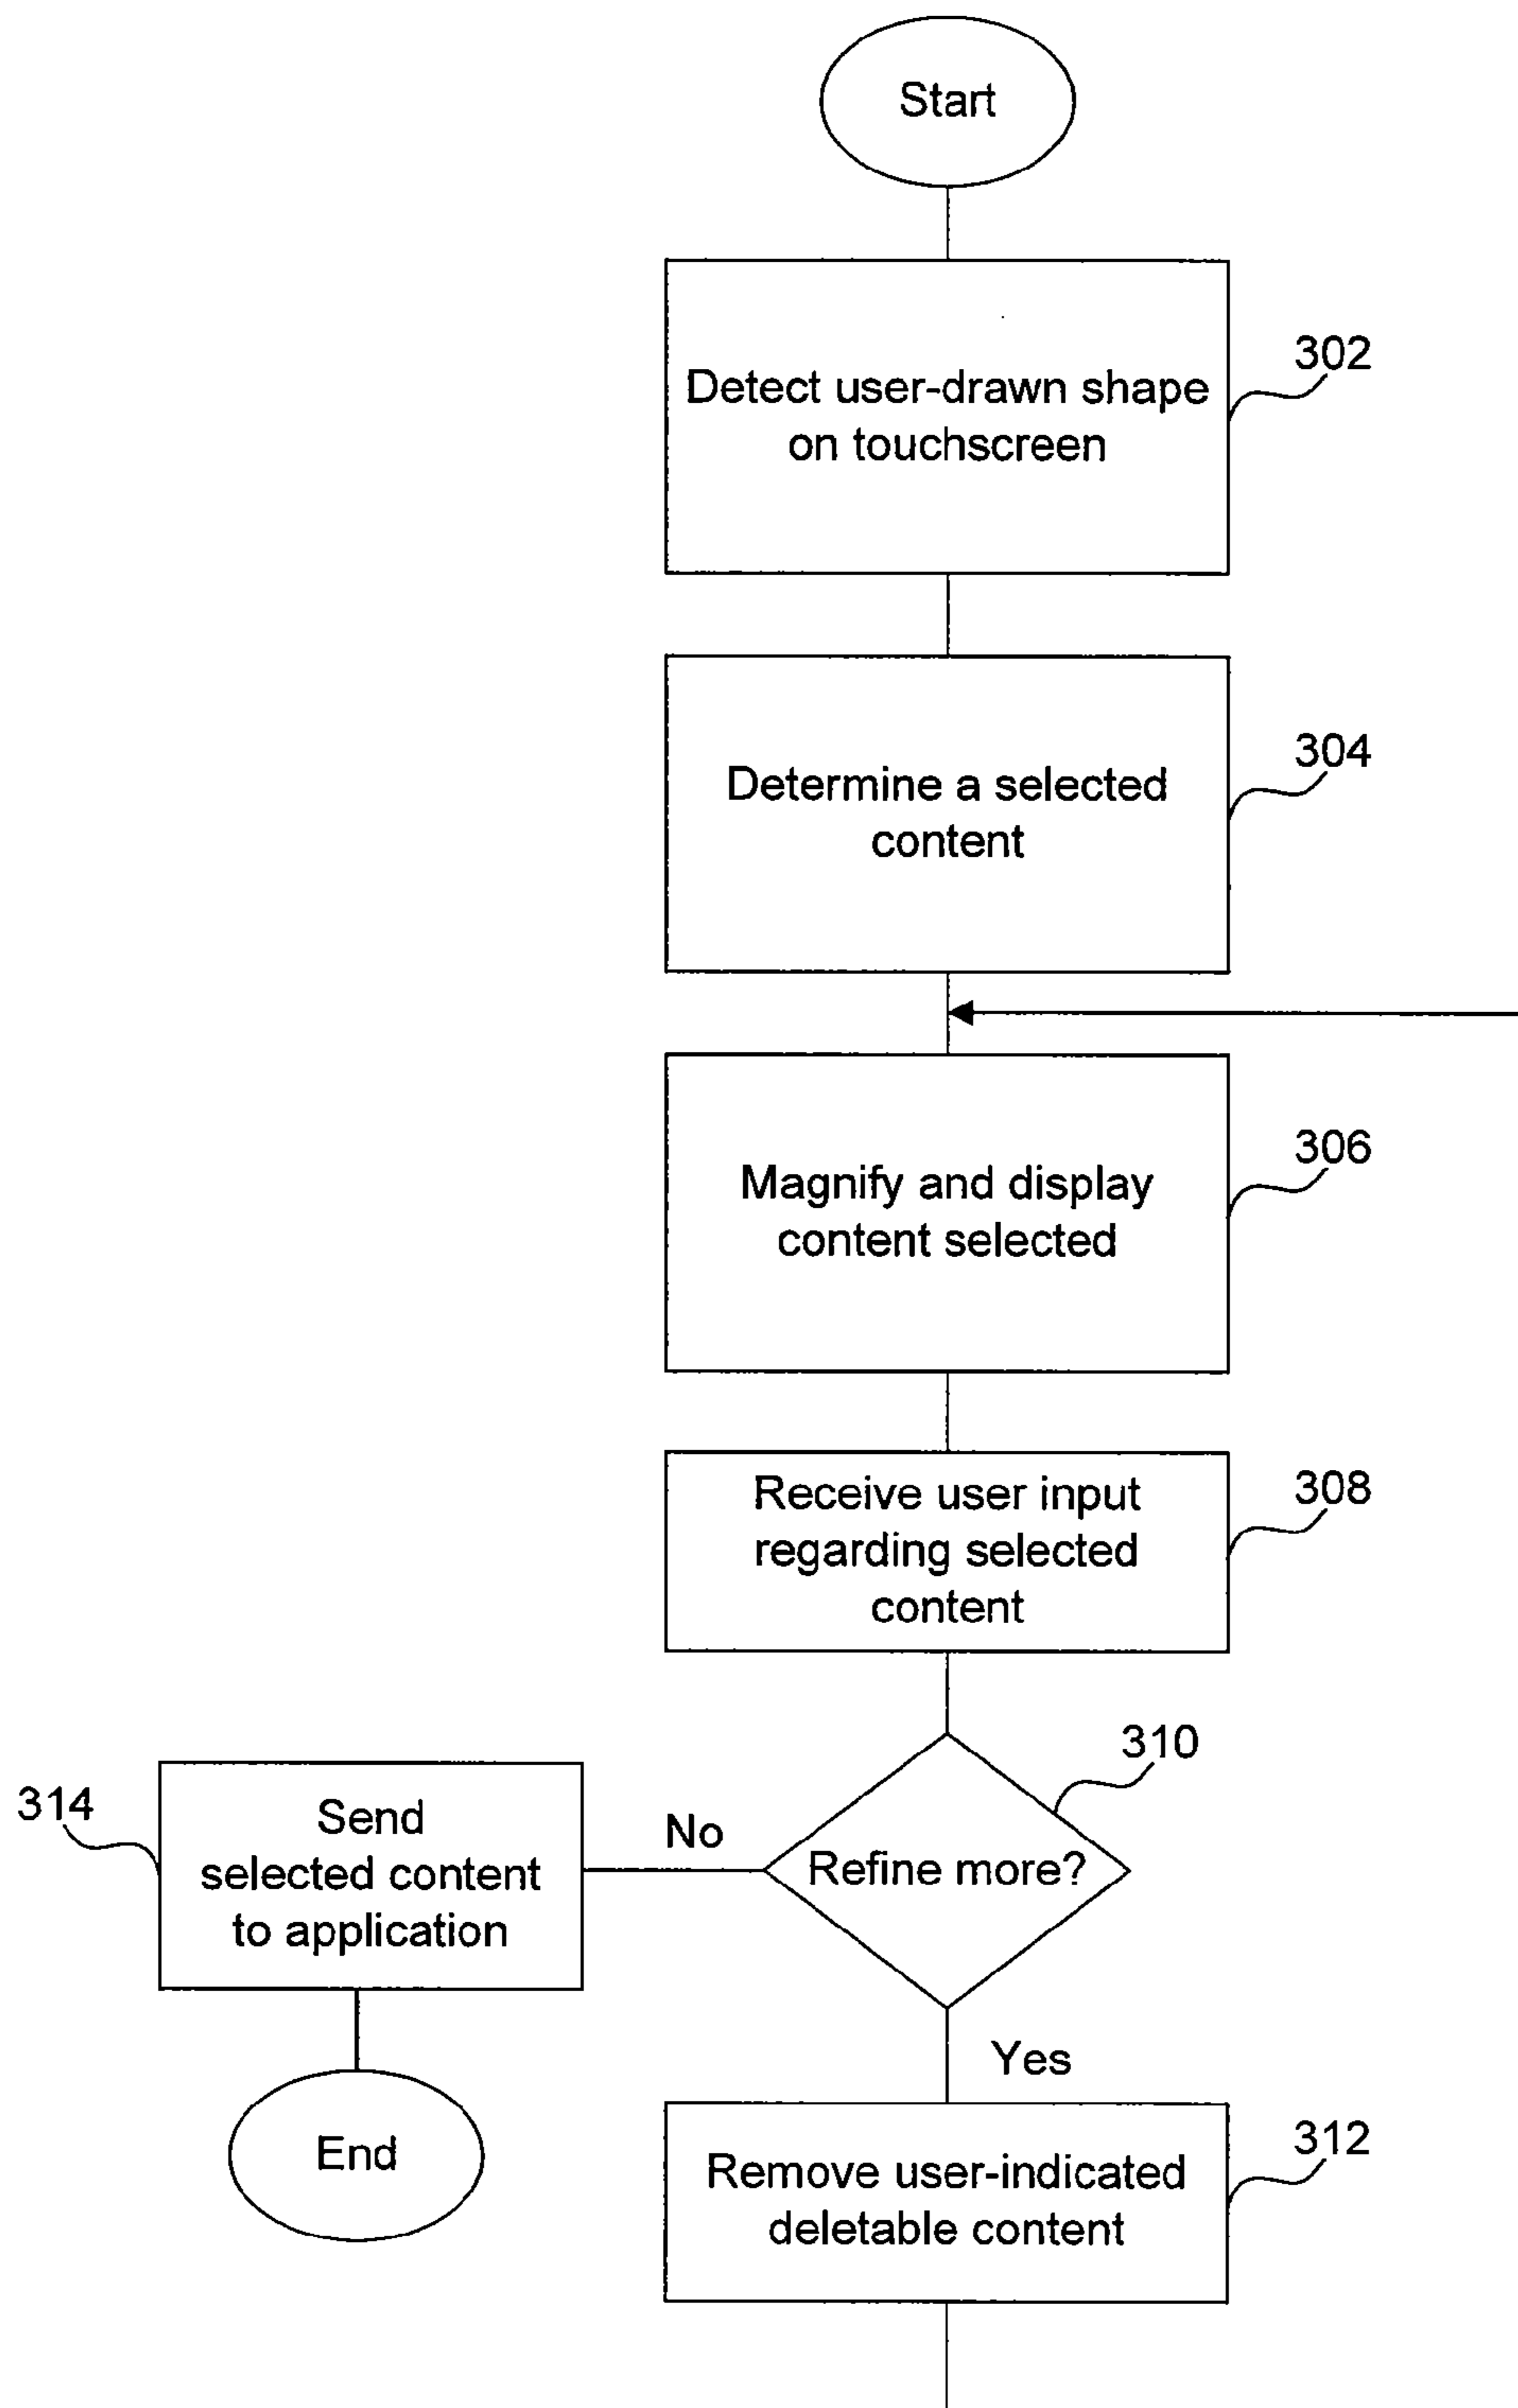 Start
Detect user-drawn shape
on touchscreen
302
Determine a selected
content
304
Magnify and display
content selected
306
Receive user input
regarding selected
content
308
310
Refine more?
No
314
Send
selected content
to application
End
Yes
Remove user-indicated
deletable content
312